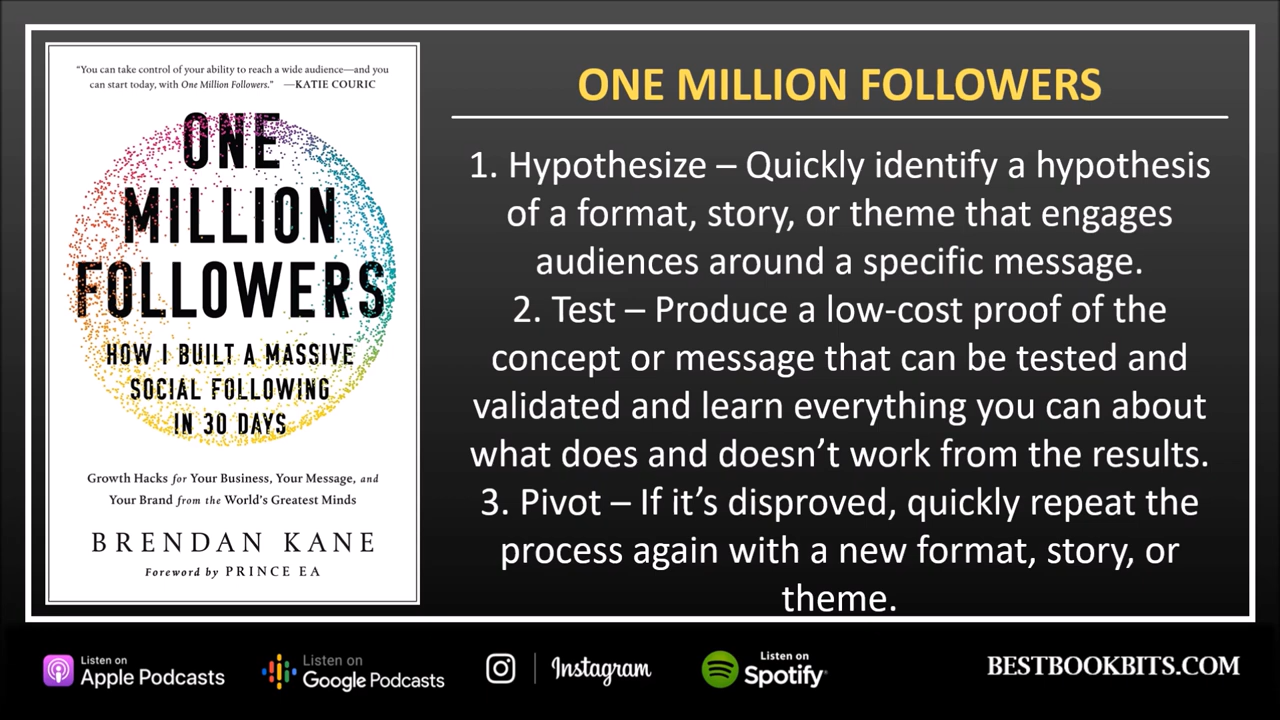 “You can take control of your ability to reach a wide audience—and you
can start today, with One Million Followers.” —KATIE COURIC
ONE
MILLION
FOLLOWERS
HOW I BUILT A MASSIVE
SOCIAL FOLLOWING
IN 30 DAYS
Growth Hacks for Your Business, Your Message, and
Your Brand from the World’s Greatest Minds
BRENDAN KANE
Foreword by PRINCE EA
ONE MILLION FOLLOWERS
1. Hypothesize – Quickly identify a hypothesis
of a format, story, or theme that engages
audiences around a specific message.
2. Test – Produce a low-cost proof of the
concept or message that can be tested and
validated and learn everything you can about
what does and doesn’t work from the results.
3. Pivot – If it’s disproved, quickly repeat the
process again with a new format, story, or
theme.
Listen on
Apple Podcasts
Listen on
Google Podcasts
Instagram
Listen on
Spotify
BESTBOOKBITS.COM